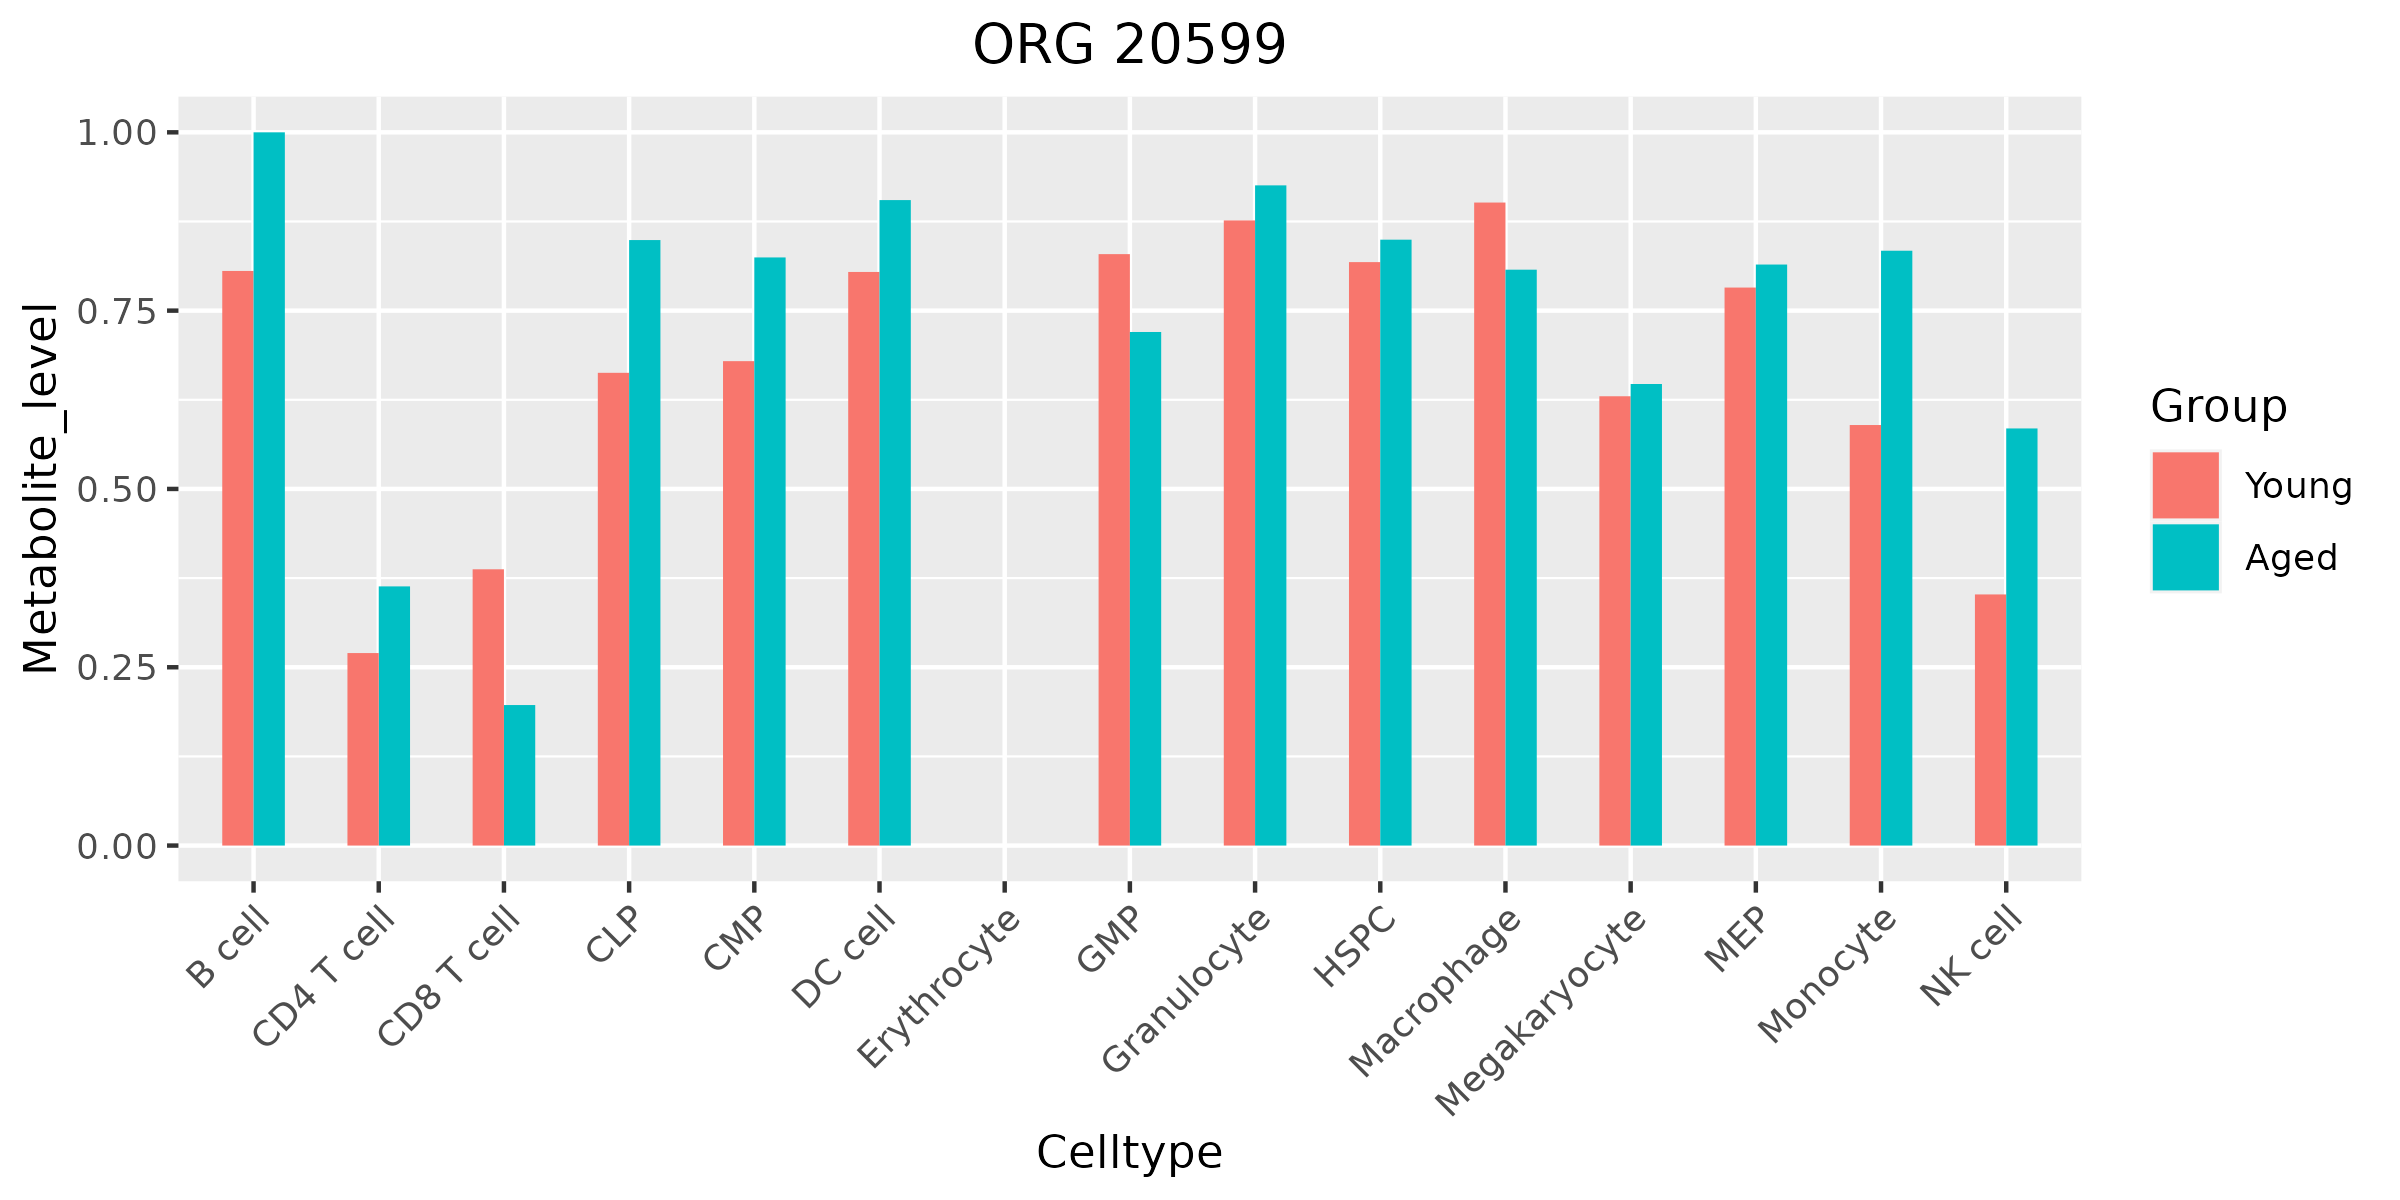 ORG 20599
Metabolite_level
1.00
0.75
0.50
0.25
0.00
B cell
CD4 T cell
CD8 T cell
CLP
CMP
DC cell
Erythrocyte
GMP
Granulocyte
HSPC
Macrophage
Megakaryocyte
MEP
Monocyte
NK cell
Celltype
Group
Young
Aged